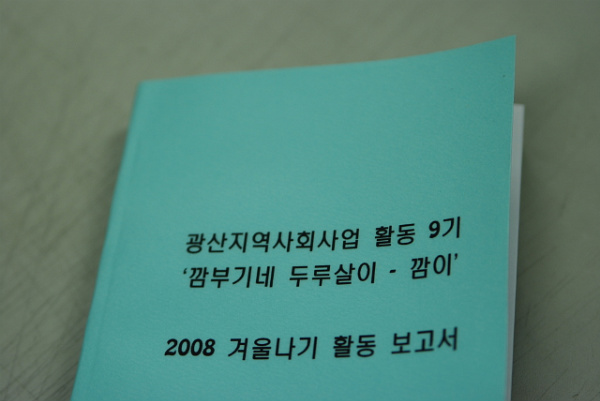 광산지역사회사업 활동 9기
‘깜부기네 두루살이 - 깜이’
2008 겨울나기 활동 보고서